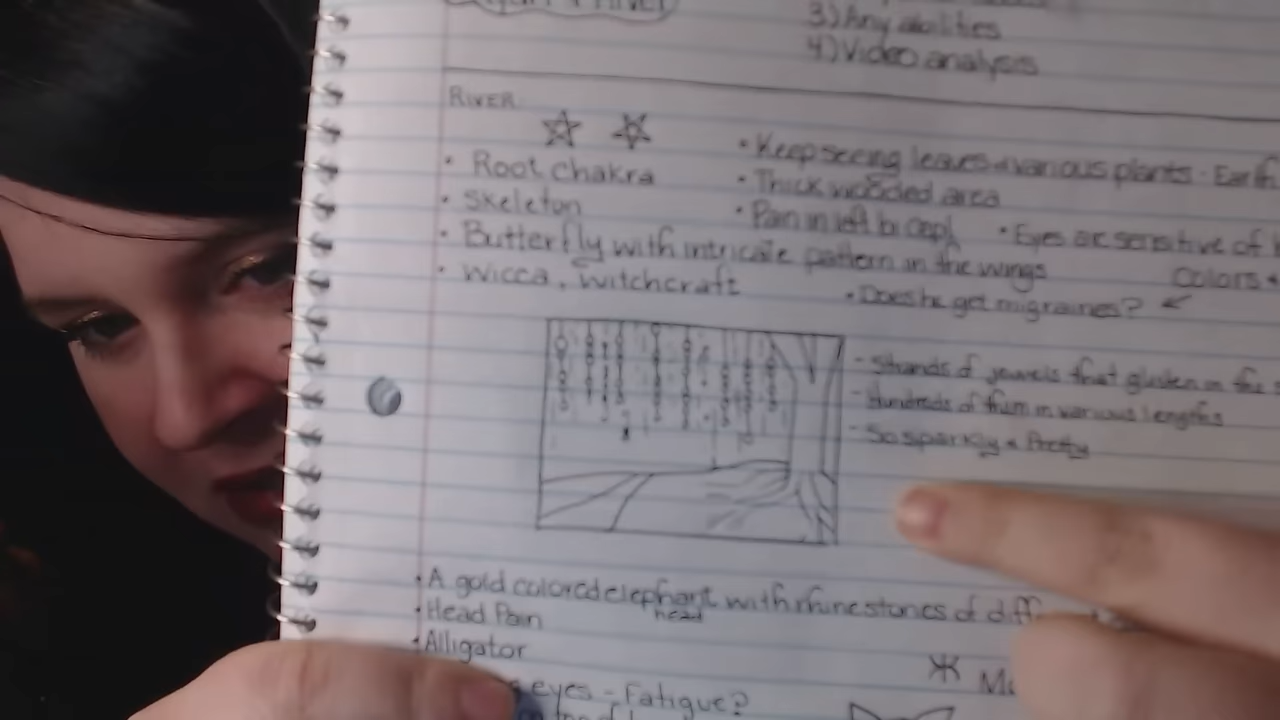 3) Any abilities
4) Video analysis
RIVER
• Root Chakra
• Skeleton
• Butterfly with intricate pattern in the wings
• Wicca, witchcraft
• Keep seeing leaves + various plants - Earth
• Thick wooded area
• Pain in left bicep
• Eyes are sensitive of
Colors +
• Does he get migraines?
- Strands of jewels that glisten in the
- Hundreds of them in various lengths
- So sparkly & Pretty
• A gold colored elephant with rhinestones of diff
head
• Head Pain
• Alligator
eyes - Fatigue?